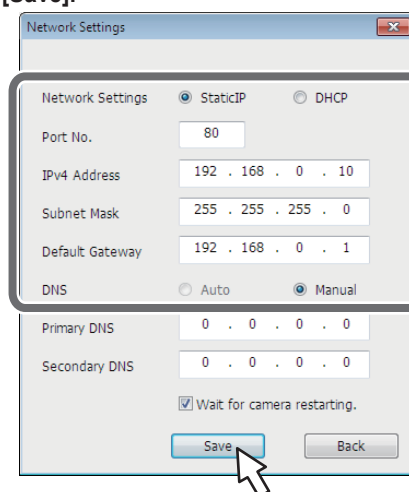 [Save].
Network Settings
Network Settings StaticIP DHCP
Port No. 80
IPv4 Address 192 . 168 . 0 . 10
Subnet Mask 255 . 255 . 255 . 0
Default Gateway 192 . 168 . 0 . 1
DNS Auto Manual
Primary DNS 0 . 0 . 0 . 0
Secondary DNS 0 . 0 . 0 . 0
Wait for camera restarting.
Save Back